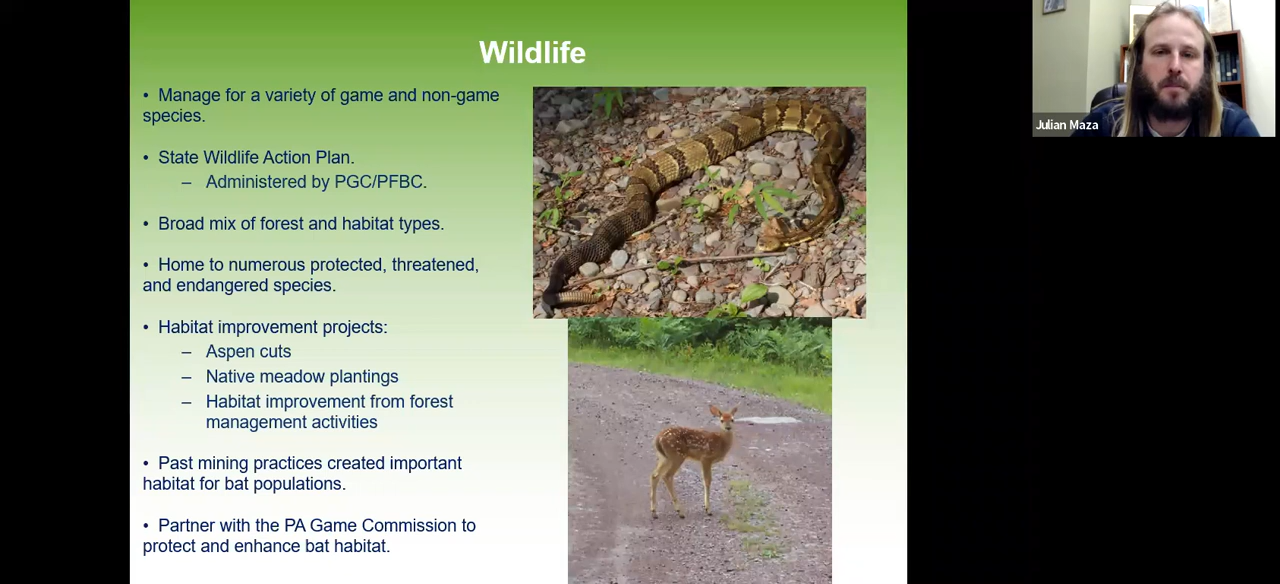 Wildlife
• Manage for a variety of game and non-game
species.
• State Wildlife Action Plan.
– Administered by PGC/PFBC.
• Broad mix of forest and habitat types.
• Home to numerous protected, threatened,
and endangered species.
• Habitat improvement projects:
– Aspen cuts
– Native meadow plantings
– Habitat improvement from forest
management activities
• Past mining practices created important
habitat for bat populations.
• Partner with the PA Game Commission to
protect and enhance bat habitat.
Julian Maza